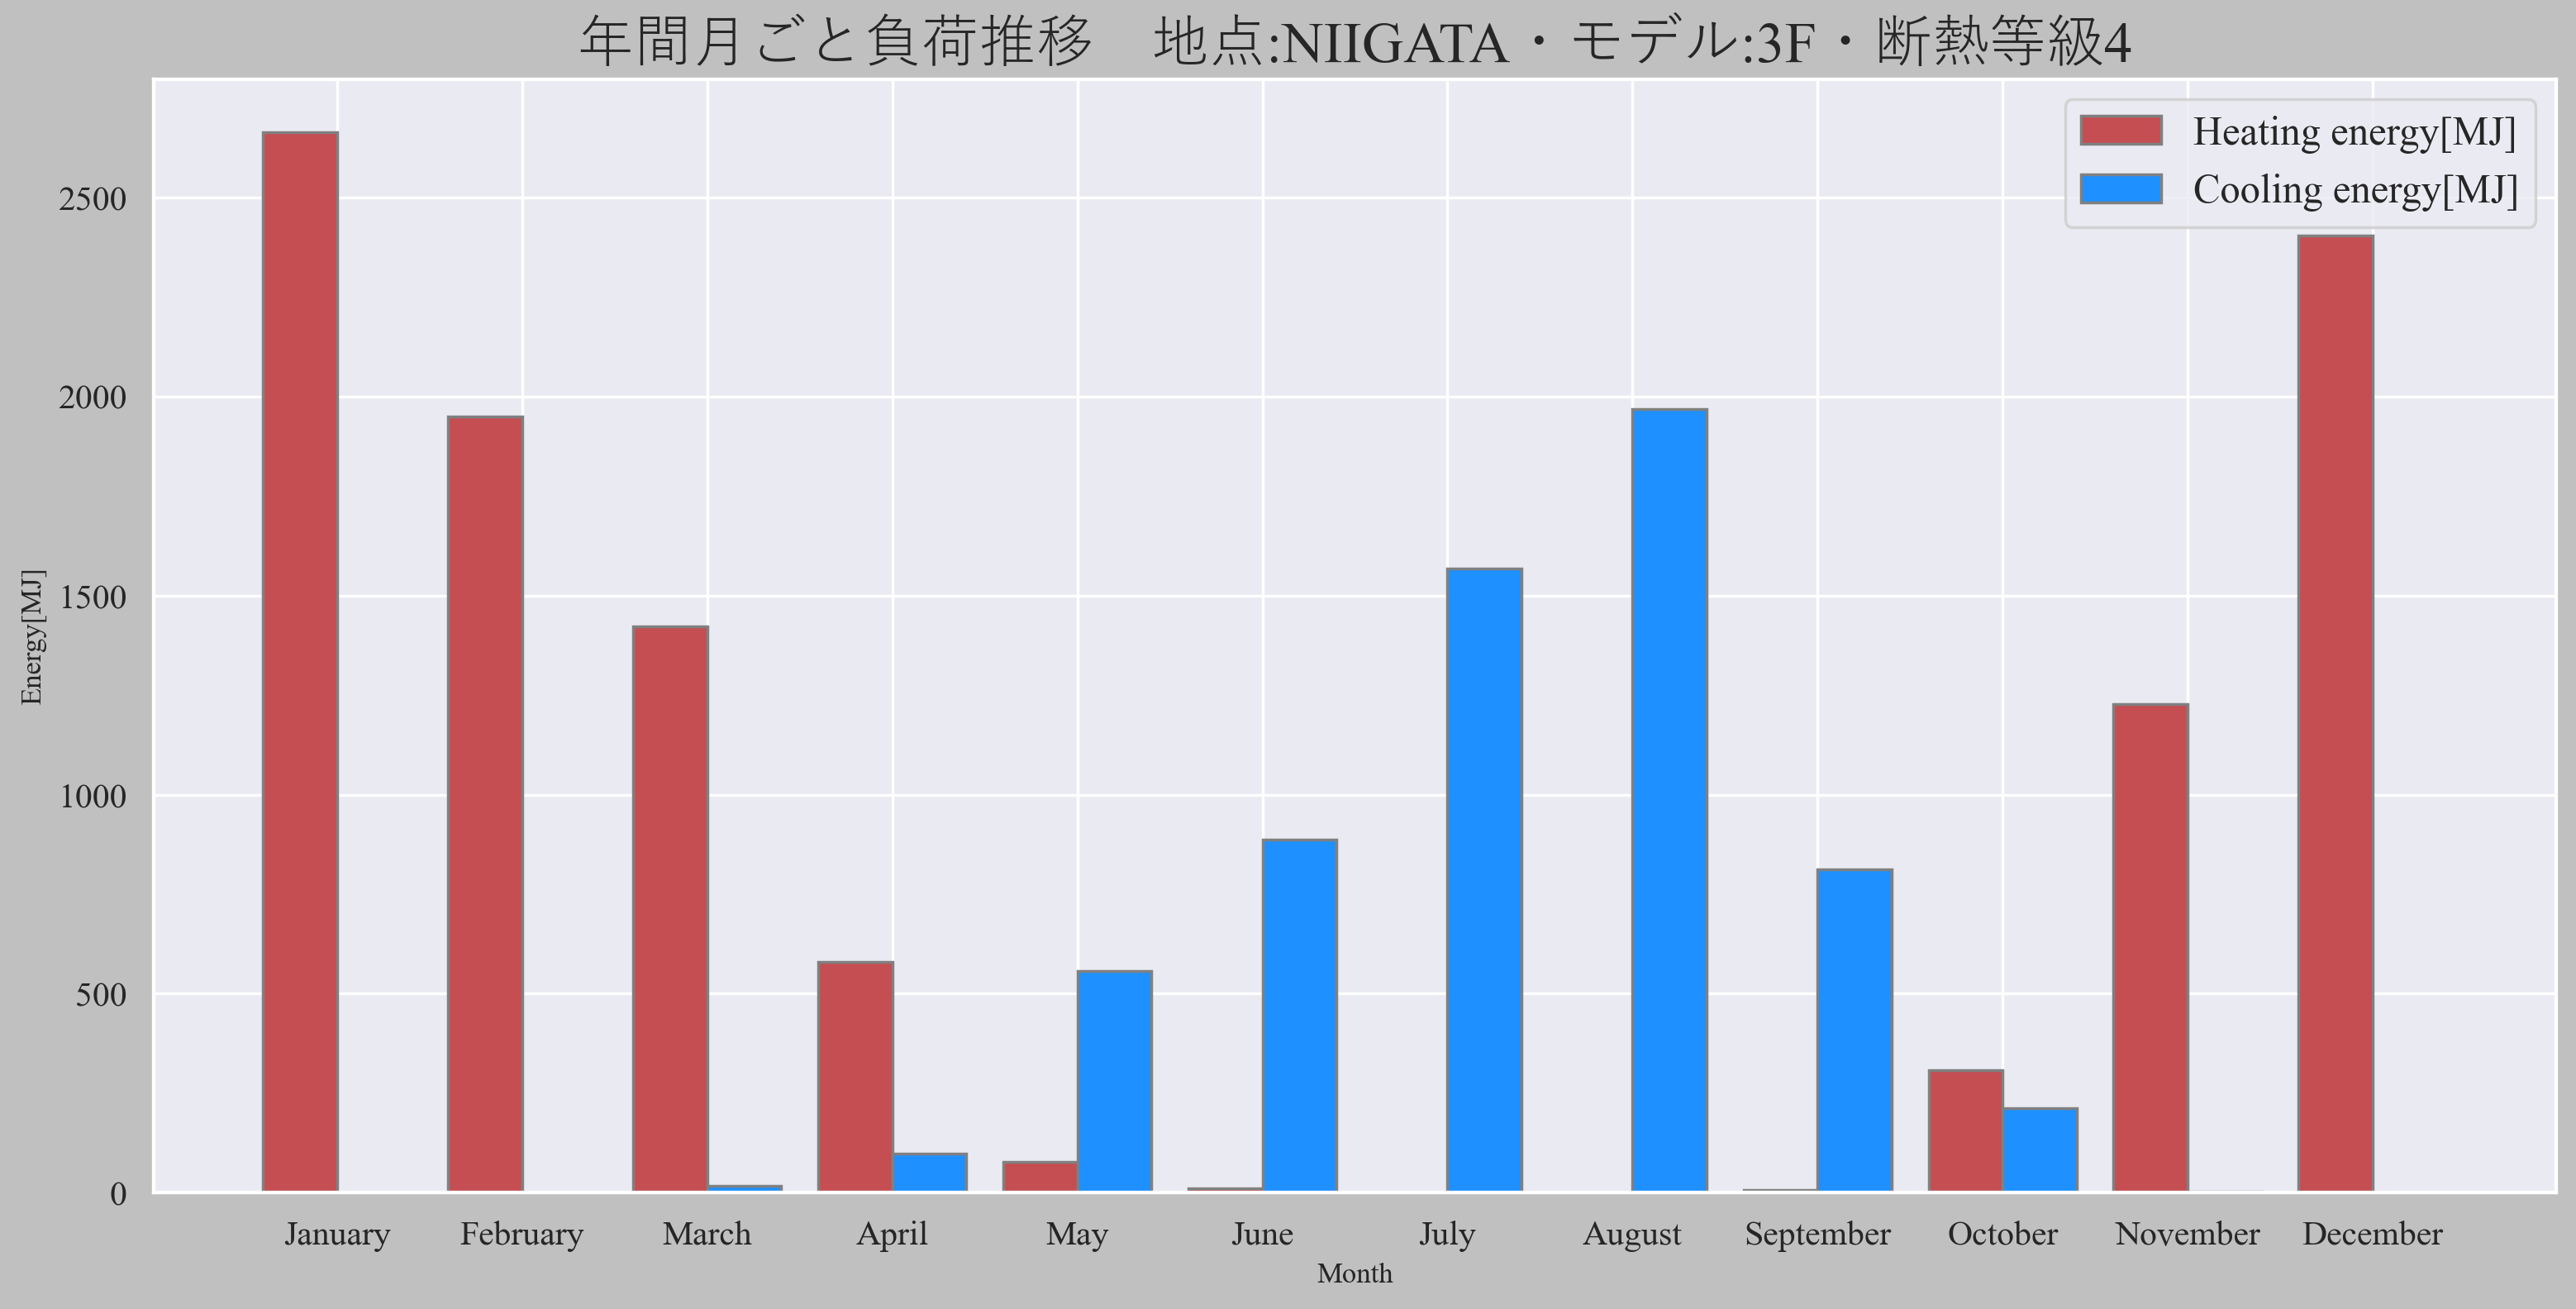 年間月ごと負荷推移　地点:NIIGATA・モデル:3F・断熱等級4
Heating energy[MJ]
Cooling energy[MJ]
Energy[MJ]
2500
2000
1500
1000
500
0
January February March April May June July August September October November December
Month